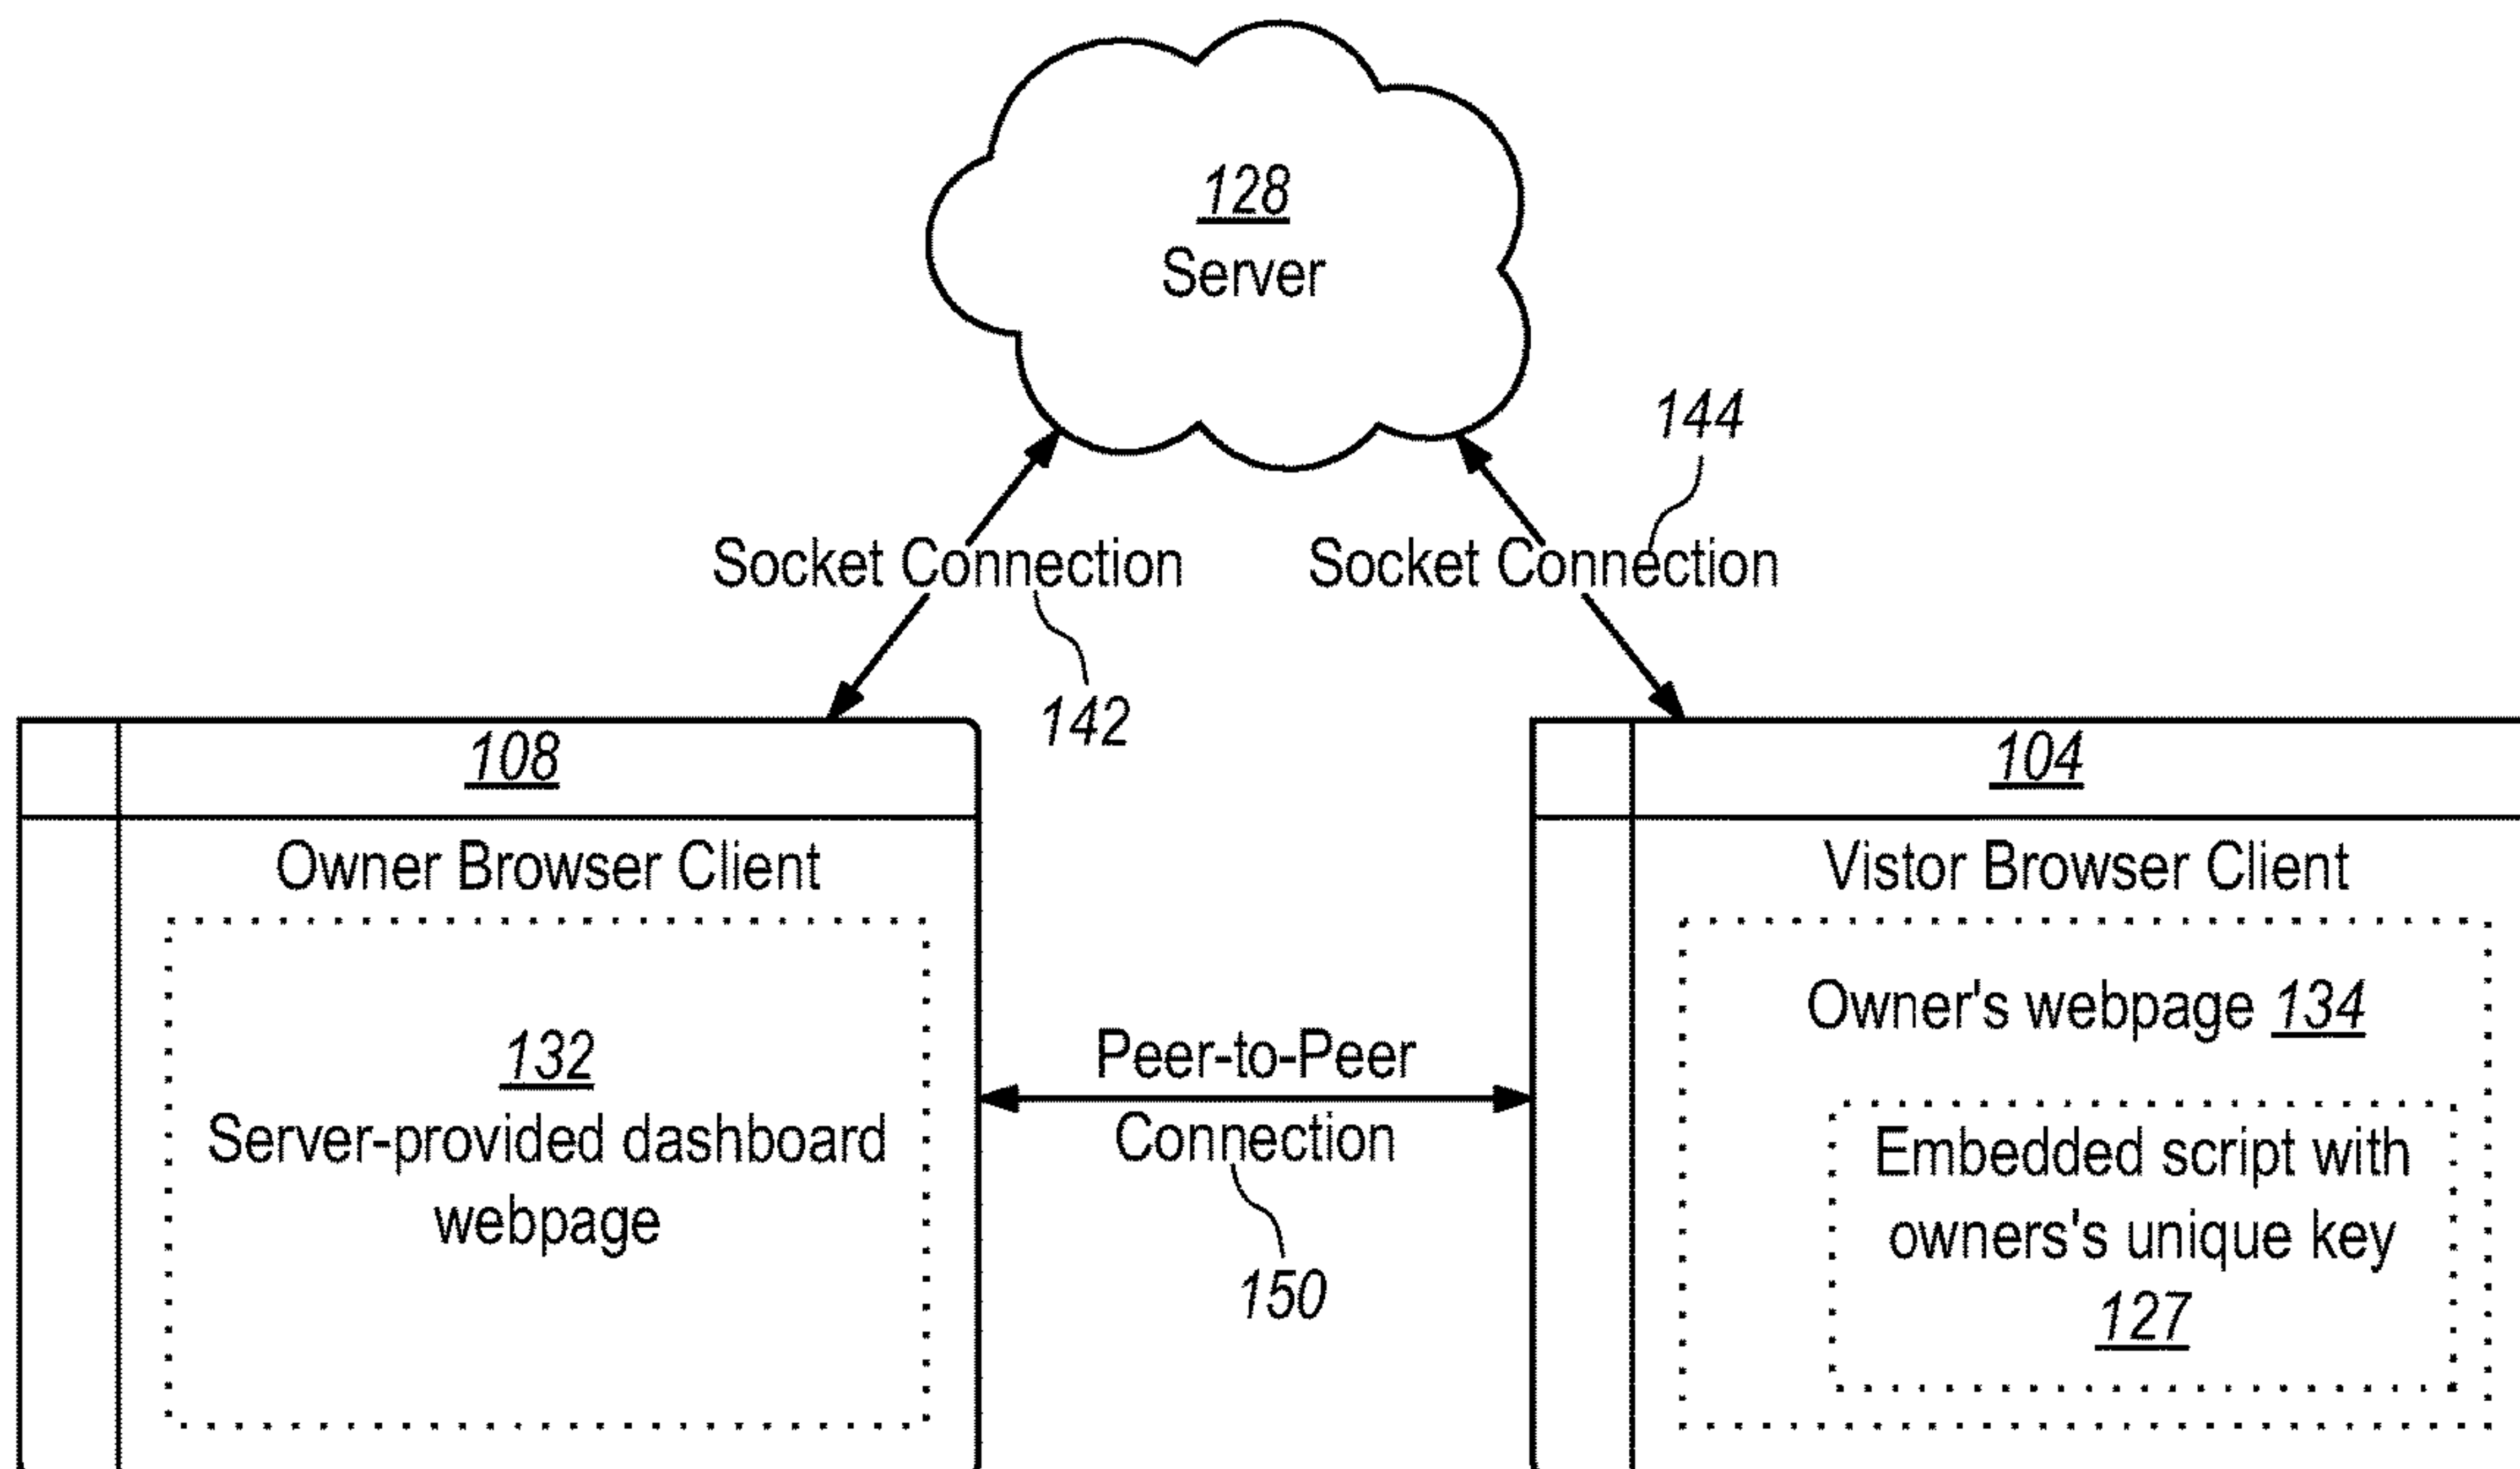 128
Server
144
Socket Connection
Socket Connection
142
108
Owner Browser Client
132
Server-provided dashboard
webpage
Peer-to-Peer
Connection
150
104
Vistor Browser Client
Owner's webpage 134
Embedded script with
owners's unique key
127